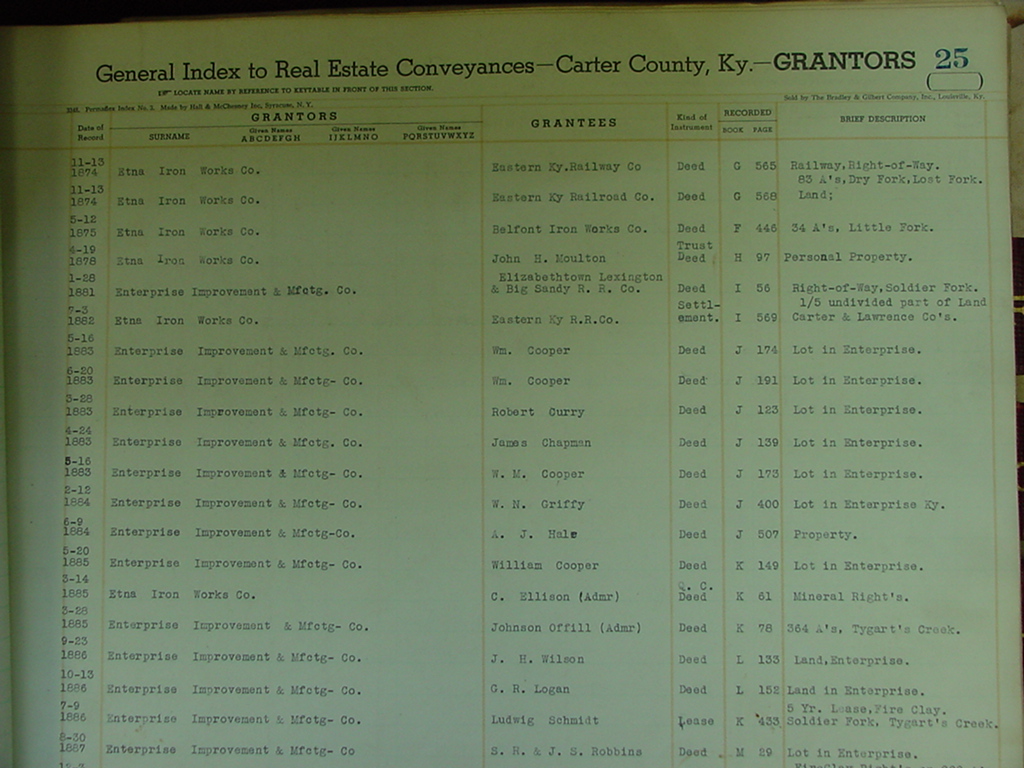 General Index to Real Estate Conveyances—Carter County, Ky.—GRANTORS 25
LOCATE NAME BY REFERENCE TO KEYTABLE IN FRONT OF THIS SECTION.
Permaflex Index No. 3. Made by Hall & McChesney Inc, Syracuse, N. Y. Sold by The Bradley & Gilbert Company, Inc., Louisville, Ky.
Date of Record GRANTORS GRANTEES Kind of Instrument RECORDED BRIEF DESCRIPTION
SURNAME Given Names ABCDEFGH Given Names IJKLMNO Given Names PQRSTUVWXYZ BOOK PAGE
11-13 1874 Etna Iron Works Co. Eastern Ky.Railway Co Deed G 565 Railway,Right-of-Way.
11-13 1874 Etna Iron Works Co. Eastern Ky Railroad Co. Deed G 568 83 A's,Dry Fork,Lost Fork. Land;
5-12 1875 Etna Iron Works Co. Belfont Iron Works Co. Deed F 446 34 A's, Little Fork.
4-19 1878 Etna Iron Works Co. John H. Moulton Trust Deed H 97 Personal Property.
1-28 1881 Enterprise Improvement & Mfctg. Co. Elizabethtown Lexington & Big Sandy R. R. Co. Deed I 56 Right-of-Way,Soldier Fork.
7-3 1882 Etna Iron Works Co. Eastern Ky R.R.Co. Settl-ement. I 569 1/5 undivided part of Land Carter & Lawrence Co's.
5-16 1883 Enterprise Improvement & Mfctg. Co. Wm. Cooper Deed J 174 Lot in Enterprise.
6-20 1883 Enterprise Improvement & Mfctg- Co. Wm. Cooper Deed J 191 Lot in Enterprise.
3-28 1883 Enterprise Improvement & Mfctg- Co. Robert Curry Deed J 123 Lot in Enterprise.
4-24 1883 Enterprise Improvement & Mfctg- Co. James Chapman Deed J 139 Lot in Enterprise.
5-16 1883 Enterprise Improvement & Mfctg- Co. W. M. Cooper Deed J 173 Lot in Enterprise.
2-12 1884 Enterprise Improvement & Mfctg- Co. W. N. Griffy Deed J 400 Lot in Enterprise Ky.
6-9 1884 Enterprise Improvement & Mfctg-Co. A. J. Hale Deed J 507 Property.
5-20 1885 Enterprise Improvement & Mfctg- Co. William Cooper Deed K 149 Lot in Enterprise.
3-14 1885 Etna Iron Works Co. C. Ellison (Admr) Q. C. Deed K 61 Mineral Right's.
3-28 1885 Enterprise Improvement & Mfctg- Co. Johnson Offill (Admr) Deed K 78 364 A's, Tygart's Creek.
9-23 1886 Enterprise Improvement & Mfctg- Co. J. H. Wilson Deed L 133 Land,Enterprise.
10-13 1886 Enterprise Improvement & Mfctg- Co. C. R. Logan Deed L 152 Land in Enterprise.
7-9 1886 Enterprise Improvement & Mfctg- Co. Ludwig Schmidt Lease K 433 5 Yr. Lease,Fire Clay. Soldier Fork, Tygart's Creek.
8-30 1887 Enterprise Improvement & Mfctg- Co S. R. & J. S. Robbins Deed M 29 Lot in Enterprise.